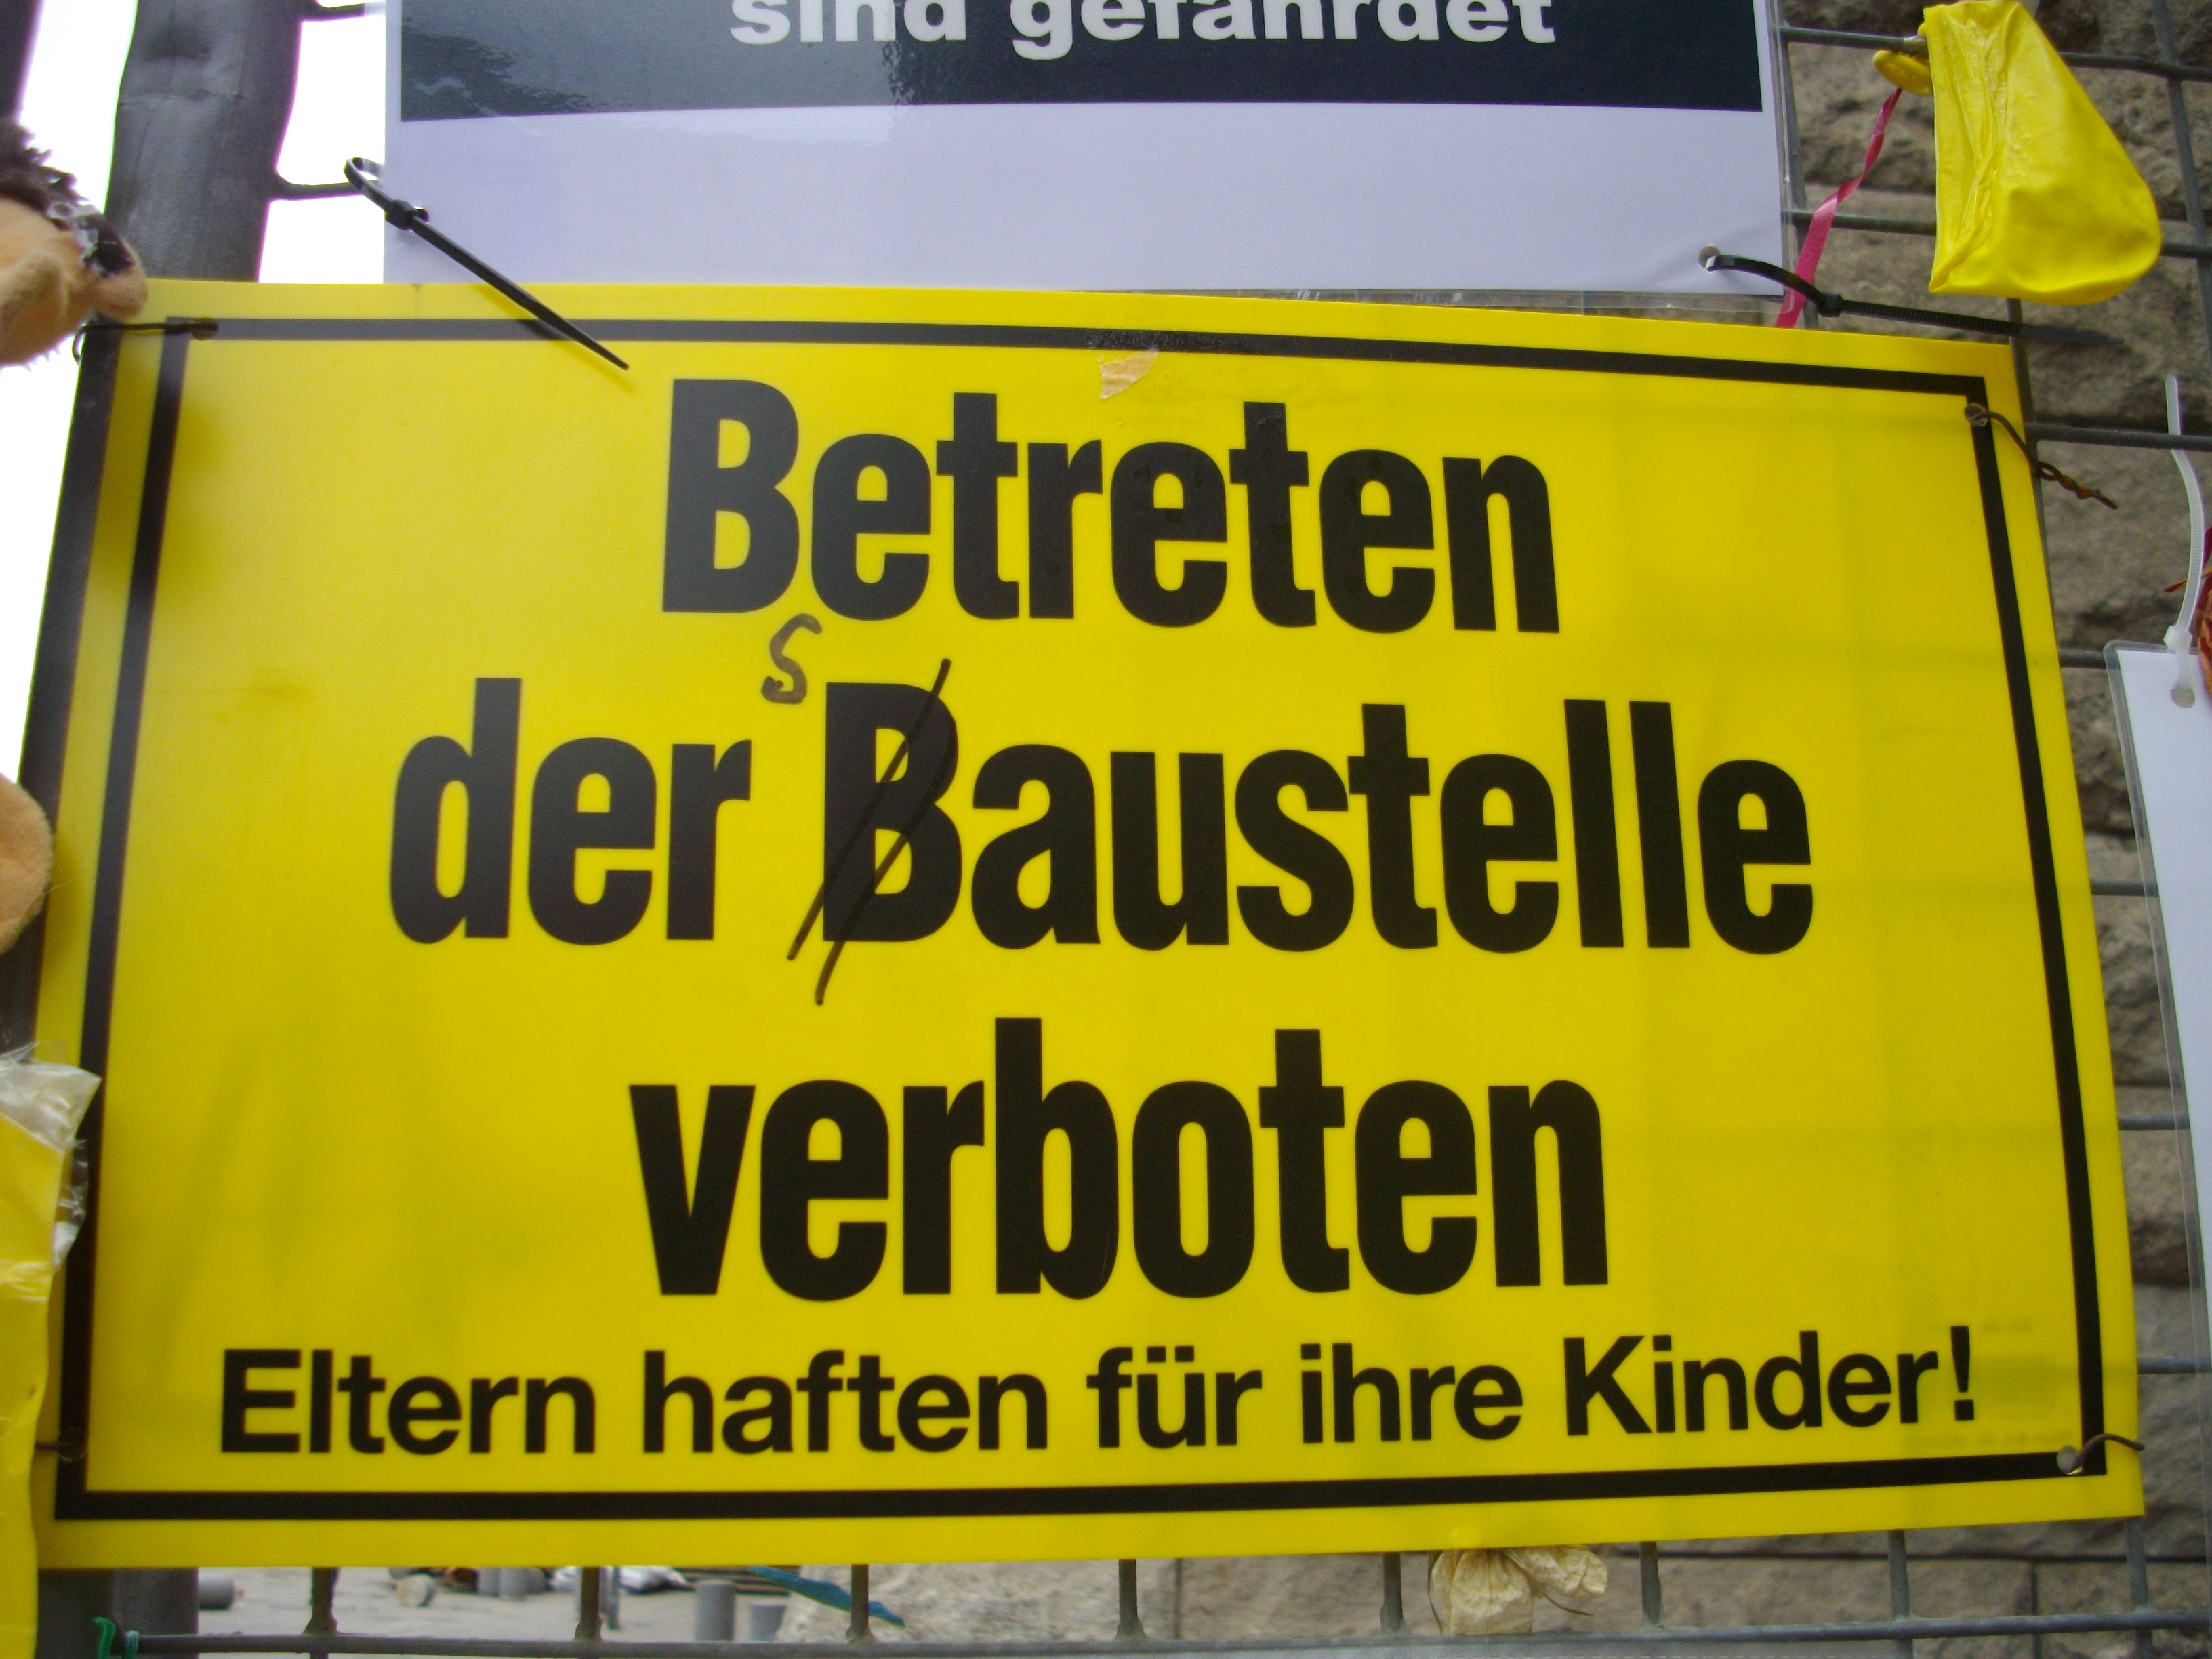 sind gefährdet
Betreten
s
der Baustelle
verboten
Eltern haften für ihre Kinder!